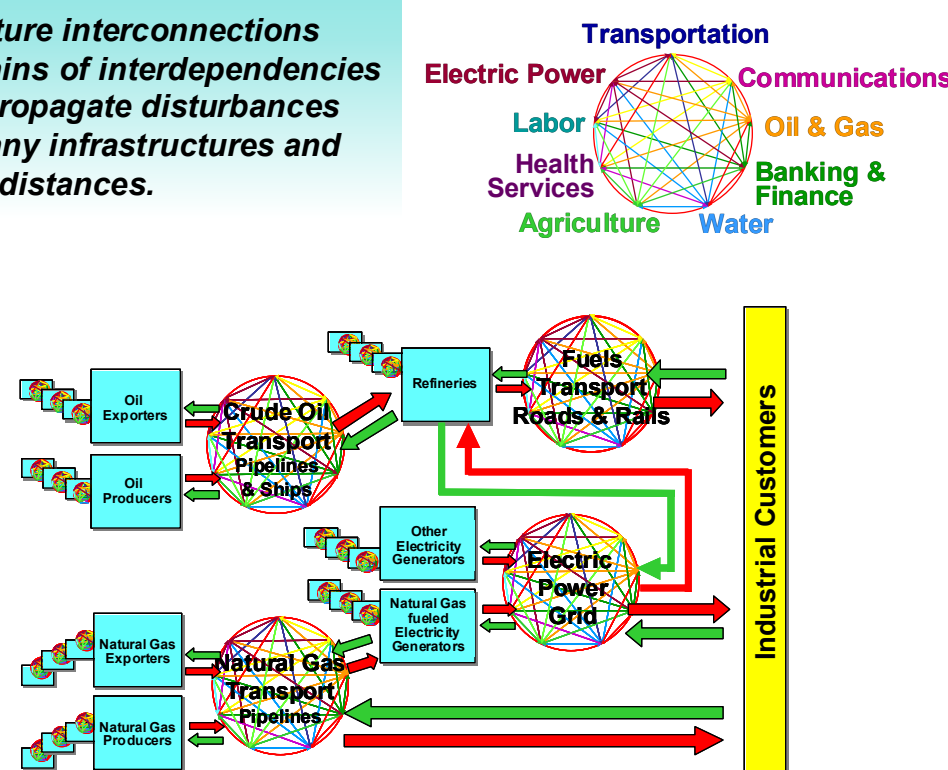 ture interconnections
ins of interdependencies
ropagate disturbances
ny infrastructures and
distances.
Transportation
Electric Power
Communications
Labor
Oil & Gas
Health
Services
Banking &
Finance
Agriculture
Water
Oil
Exporters
Crude Oil
Transport
Pipelines
& Ships
Oil
Producers
Refineries
Fuels
Transport
Roads & Rails
Other
Electricity
Generators
Natural Gas
fueled
Electricity
Generators
Electric
Power
Grid
Natural Gas
Exporters
Natural Gas
Transport
Pipelines
Natural Gas
Producers
Industrial Customers